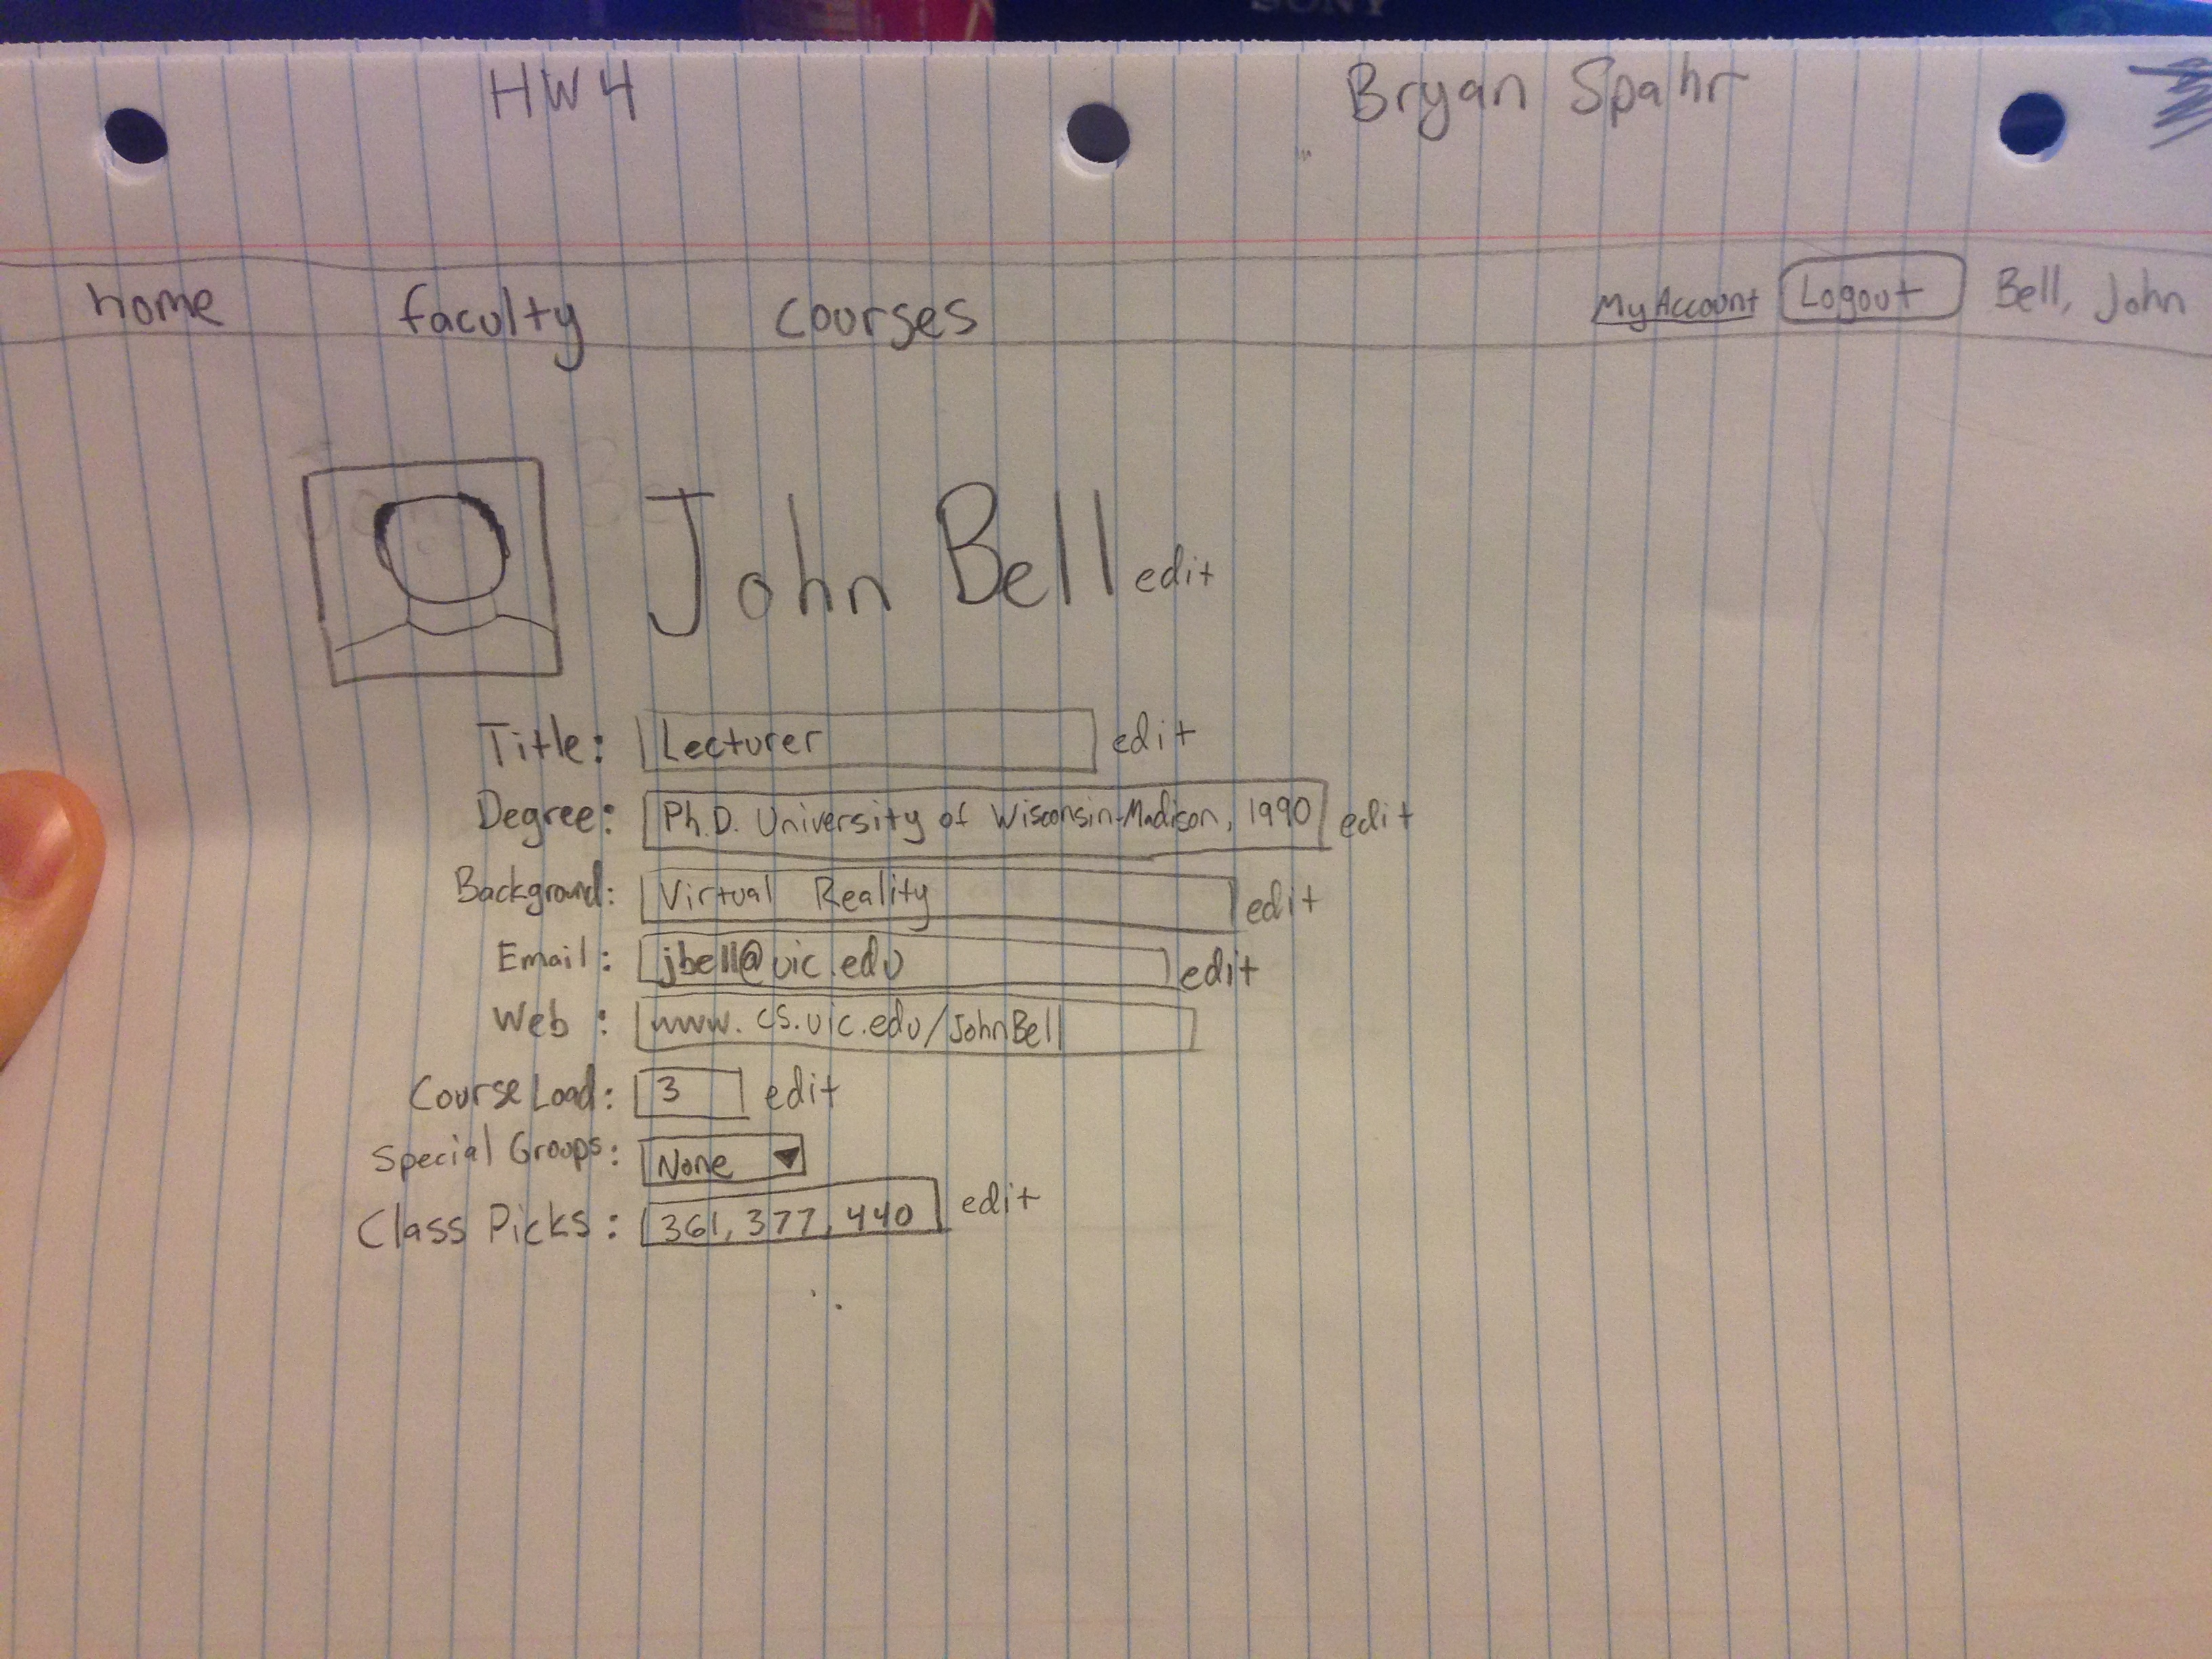 SONY
HW4 Bryan Spahr
home faculty courses My Account Logout Bell, John
John Bell edit
Title: Lecturer edit
Degree: Ph.D. University of Wisconsin-Madison, 1990 edit
Background: Virtual Reality edit
Email: jbell@uic.edu edit
Web: www.cs.uic.edu/JohnBell
Course Load: 3 edit
Special Groups: None
Class Picks: 361, 377, 440 edit